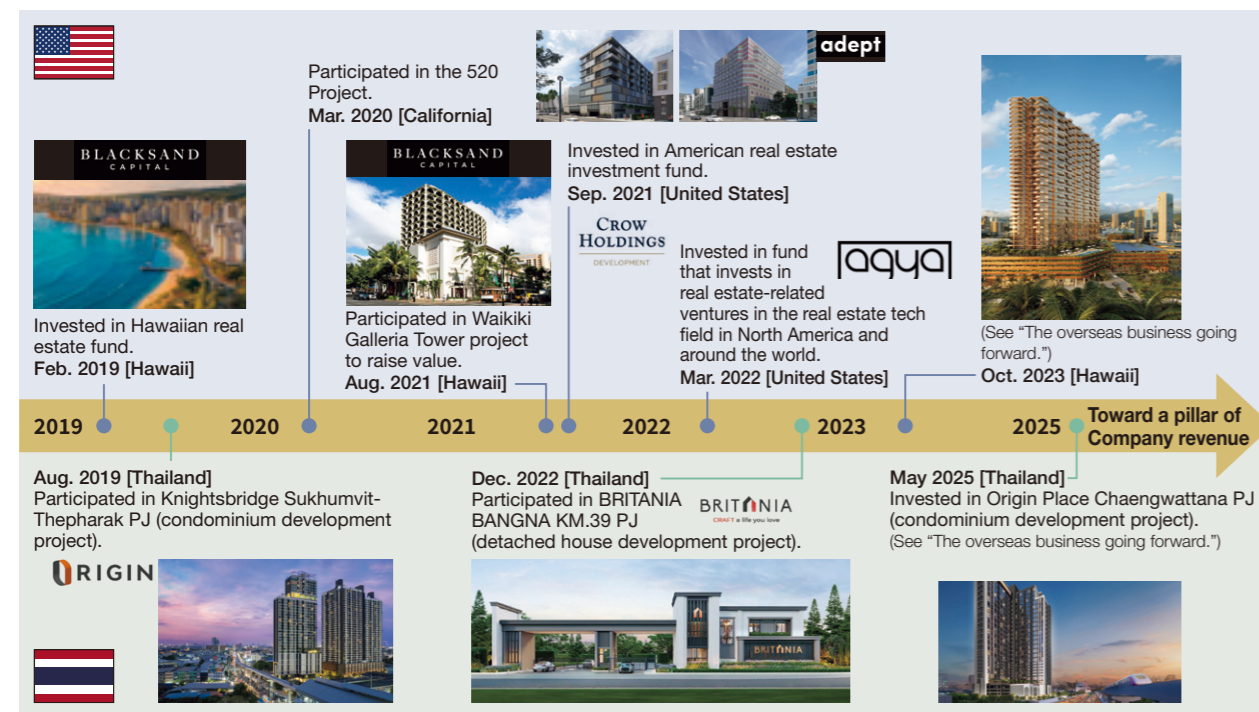 adept
Participated in the 520
Project.
Mar. 2020 [California]
BLACKSAND
CAPITAL
Invested in Hawaiian real
estate fund.
Feb. 2019 [Hawaii]
BLACKSAND
CAPITAL
Participated in Waikiki
Galleria Tower project
to raise value.
Aug. 2021 [Hawaii]
Invested in American real estate
investment fund.
Sep. 2021 [United States]
CROW
HOLDINGS
DEVELOPMENT
Invested in fund
that invests in
real estate-related
ventures in the real estate tech
field in North America and
around the world.
Mar. 2022 [United States]
(See “The overseas business going
forward.”)
Oct. 2023 [Hawaii]
2019
2020
2021
2022
2023
2025
Toward a pillar of
Company revenue
Aug. 2019 [Thailand]
Participated in Knightsbridge Sukhumvit-
Thepharak PJ (condominium development
project).
ORIGIN
Dec. 2022 [Thailand]
Participated in BRITANIA
BANGNA KM.39 PJ
(detached house development project).
BRITANIA
CRAFT a life you love
BRITANIA
May 2025 [Thailand]
Invested in Origin Place Chaengwattana PJ
(condominium development project).
(See “The overseas business going forward.”)